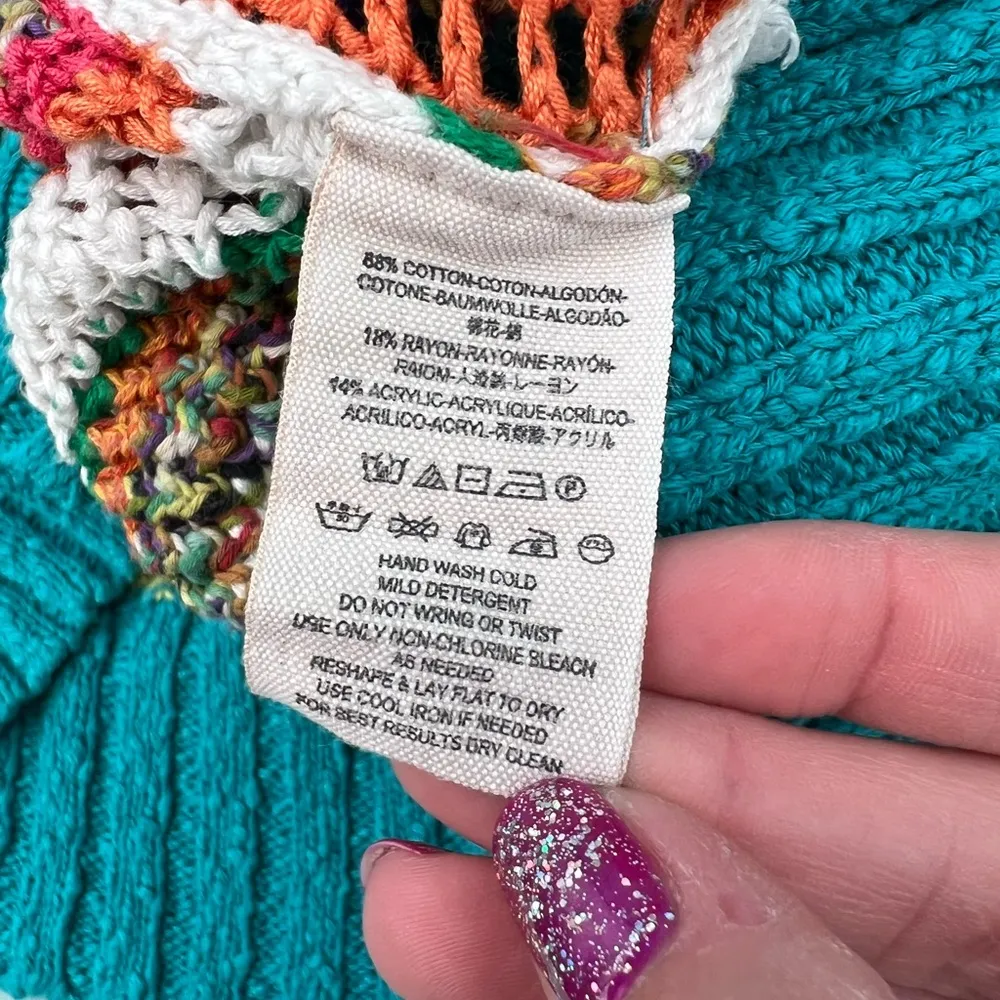 68% COTTON-COTON-ALGODÓN-
COTONE-BAUMWOLLE-ALGODÃO-
棉花-綿
18% RAYON-RAYONNE-RAYÓN-
RAIOM-人造絲-レーヨン
14% ACRYLIC-ACRYLIQUE-ACRÍLICO-
ACRILICO-ACRYL-丙烯酸-アクリル
P
30
HAND WASH COLD
MILD DETERGENT
DO NOT WRING OR TWIST
USE ONLY NON-CHLORINE BLEACH
AS NEEDED
RESHAPE & LAY FLAT TO DRY
USE COOL IRON IF NEEDED
FOR BEST RESULTS DRY CLEAN